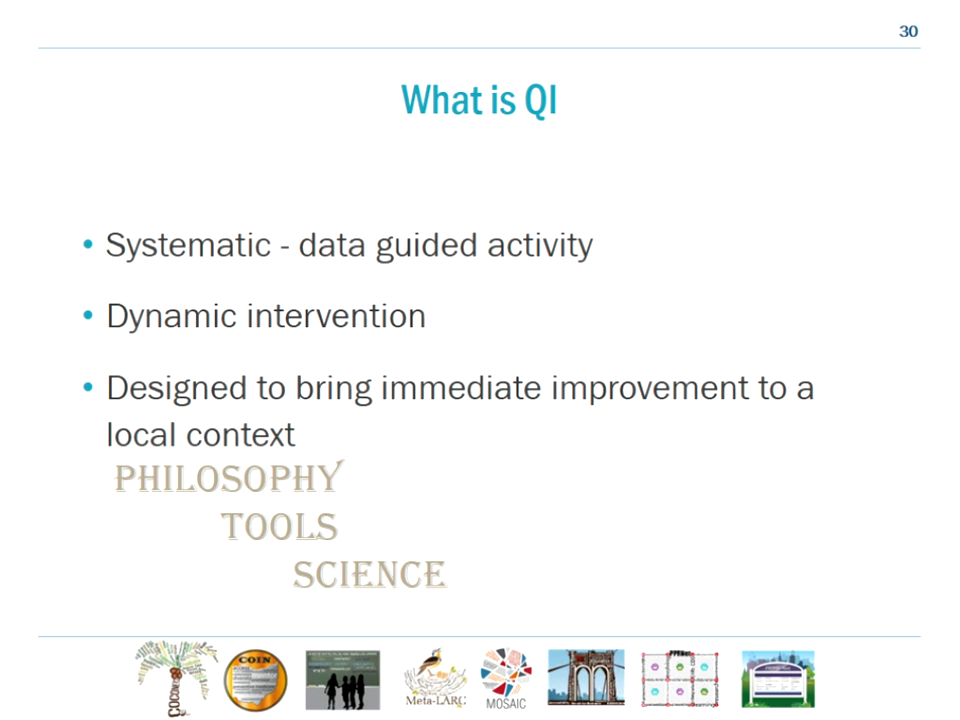 30
What is QI
• Systematic - data guided activity
• Dynamic intervention
• Designed to bring immediate improvement to a
local context
PHILOSOPHY
TOOLS
SCIENCE
COIN
Meta-LARC
MOSAIC